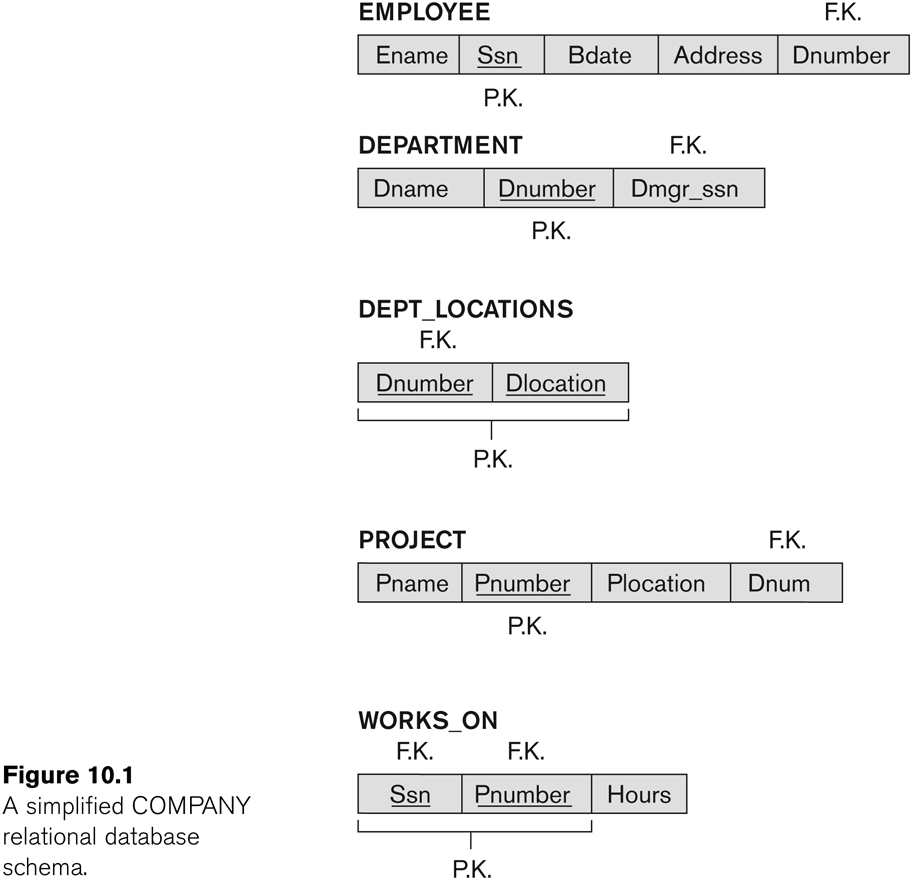 EMPLOYEE F.K.
Ename Ssn Bdate Address Dnumber
P.K.
DEPARTMENT F.K.
Dname Dnumber Dmgr_ssn
P.K.
DEPT_LOCATIONS
F.K.
Dnumber Dlocation
P.K.
PROJECT F.K.
Pname Pnumber Plocation Dnum
P.K.
WORKS_ON
F.K. F.K.
Ssn Pnumber Hours
P.K.
Figure 10.1
A simplified COMPANY
relational database
schema.